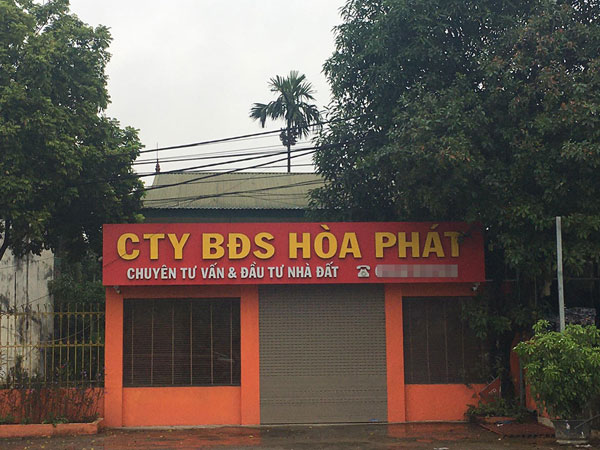 CTY BĐS HÒA PHÁT
CHUYÊN TƯ VẤN & ĐẦU TƯ NHÀ ĐẤT ☎